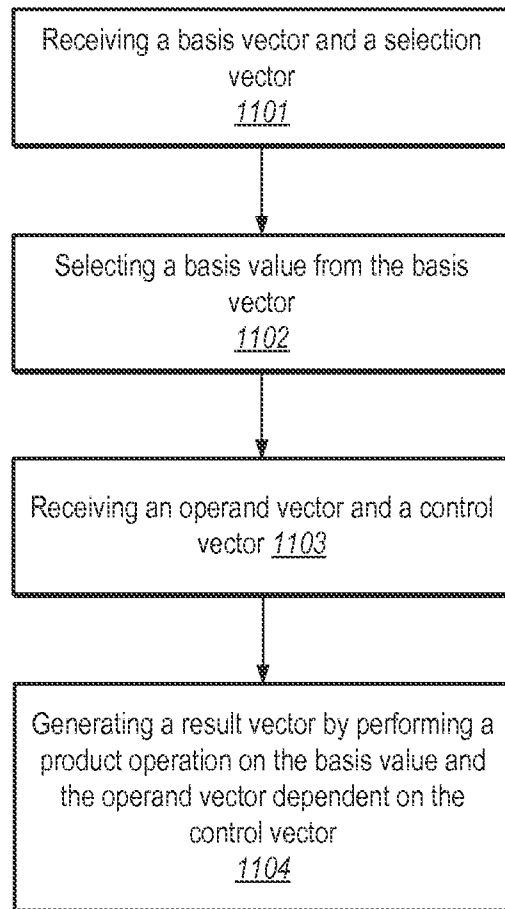 Receiving a basis vector and a selection
vector
1101
Selecting a basis value from the basis
vector
1102
Receiving an operand vector and a control
vector 1103
Generating a result vector by performing a
product operation on the basis value and
the operand vector dependent on the
control vector
1104